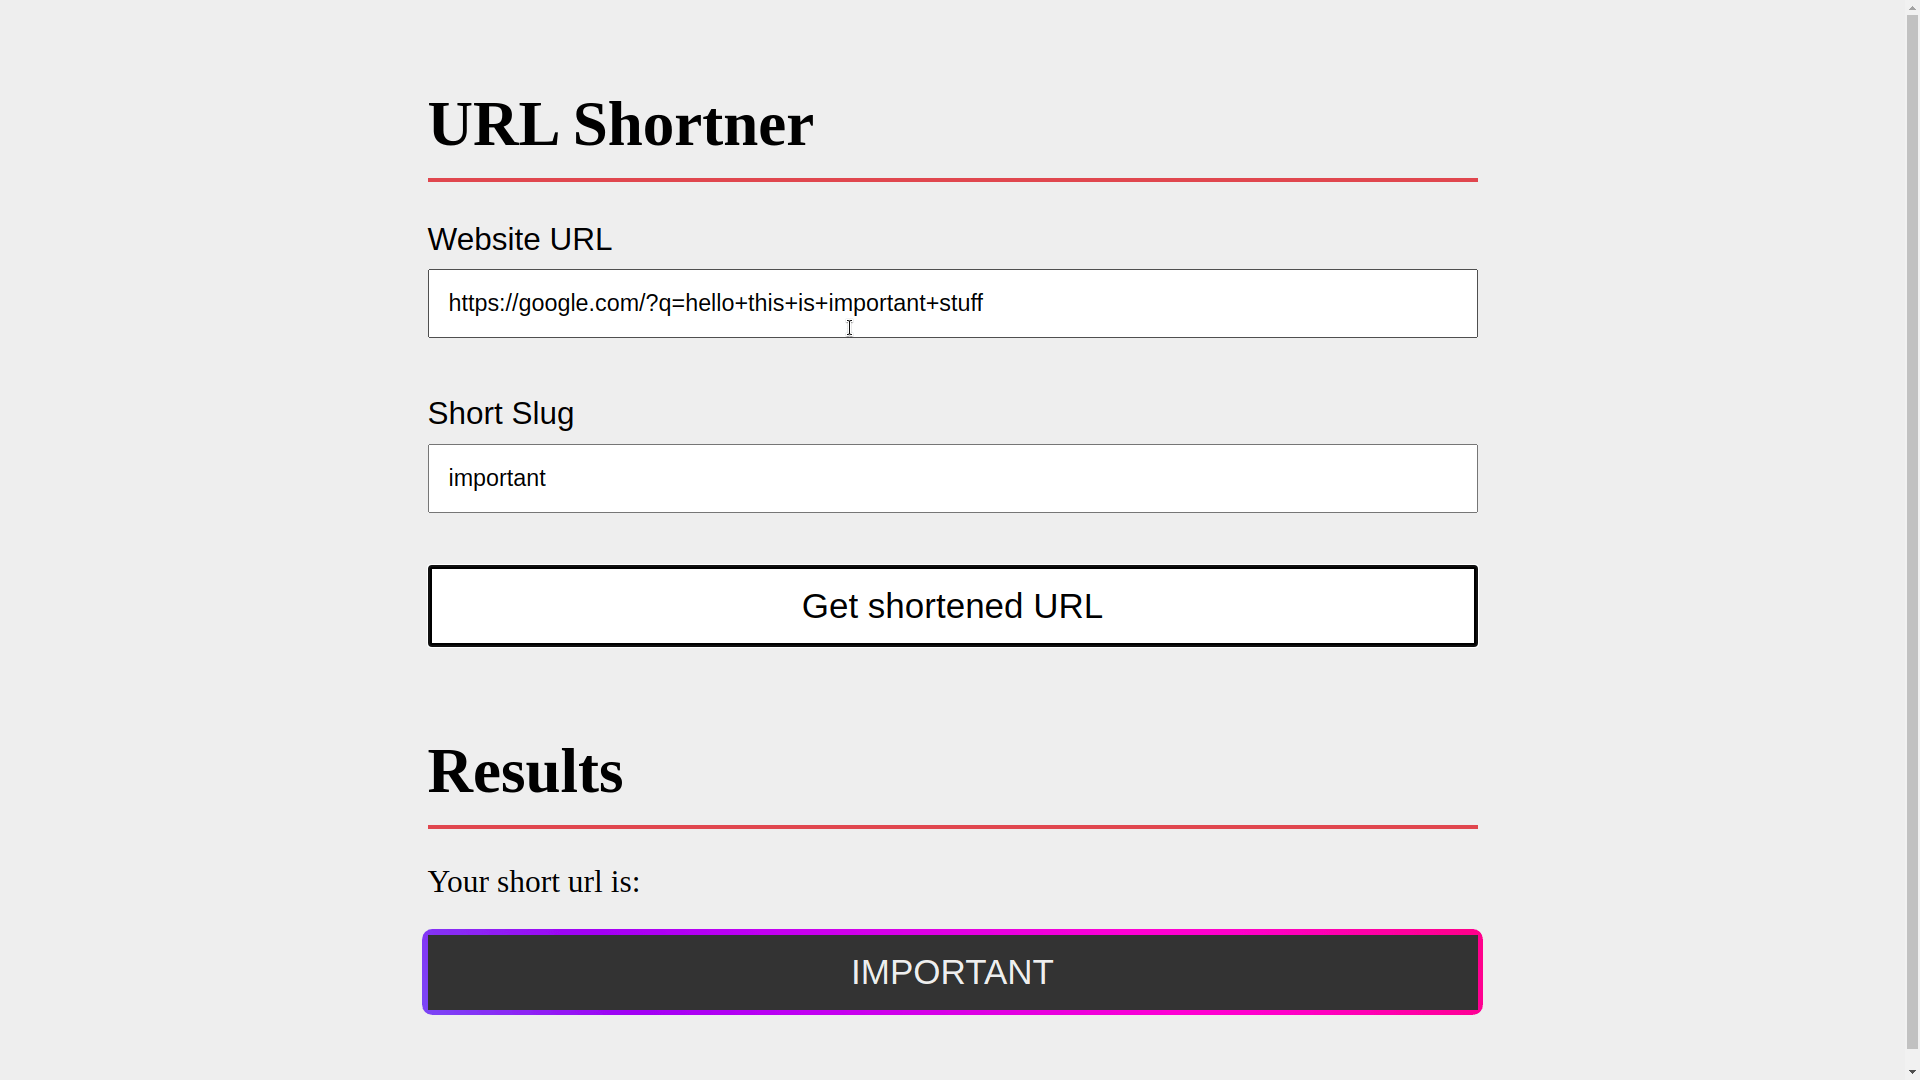 URL Shortner
Website URL
https://google.com/?q=hello+this+is+important+stuff
Short Slug
important
Get shortened URL
Results
Your short url is:
IMPORTANT